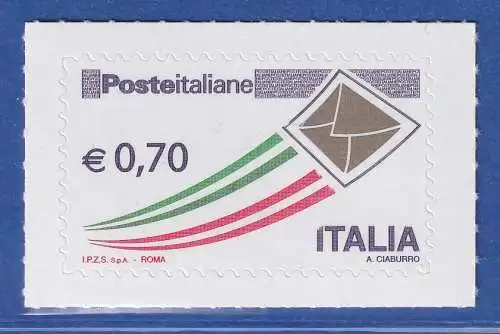 Posteitaliane
€ 0,70
ITALIA
I.P.Z.S. S.p.A. - ROMA
A. CIABURRO